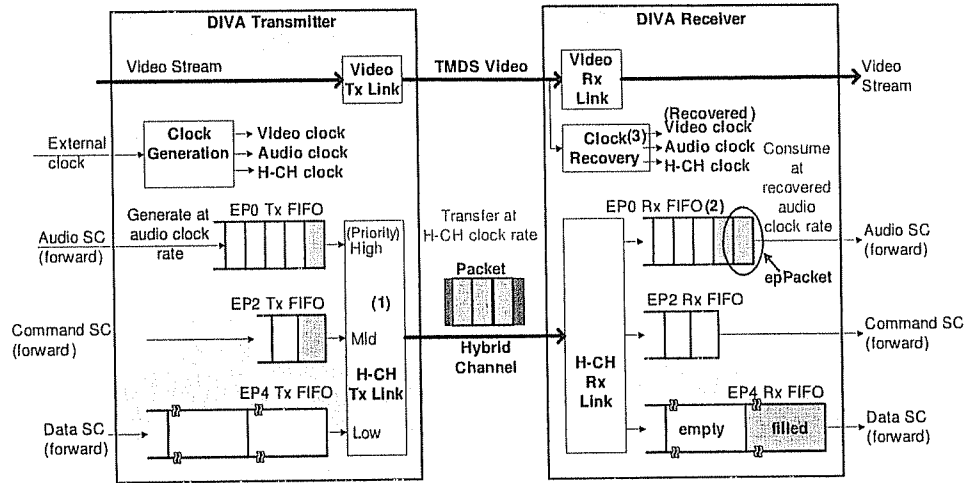 DIVA Transmitter
DIVA Receiver
Video Stream
Video
Tx Link
TMDS Video
Video
Rx
Link
Video
Stream
External
clock
Clock
Generation
Video clock
Audio clock
H-CH clock
Clock(3)
Recovery
(Recovered)
Video clock
Audio clock
H-CH clock
Consume
at
recovered
audio
clock rate
Audio SC
(forward)
Generate at
audio clock
rate
EP0 Tx FIFO
(Priority)
High
Transfer at
H-CH clock rate
EP0 Rx FIFO(2)
Audio SC
(forward)
epPacket
Packet
Command SC
(forward)
EP2 Tx FIFO
(1)
Mid
Hybrid
Channel
EP2 Rx FIFO
Command SC
(forward)
H-CH
Tx Link
H-CH
Rx
Link
Data SC
(forward)
EP4 Tx FIFO
Low
EP4 Rx FIFO
empty
filled
Data SC
(forward)